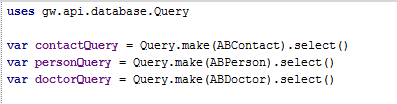 uses gw.api.database.Query
var contactQuery = Query.make(ABContact).select()
var personQuery = Query.make(ABPerson).select()
var doctorQuery = Query.make(ABDoctor).select()